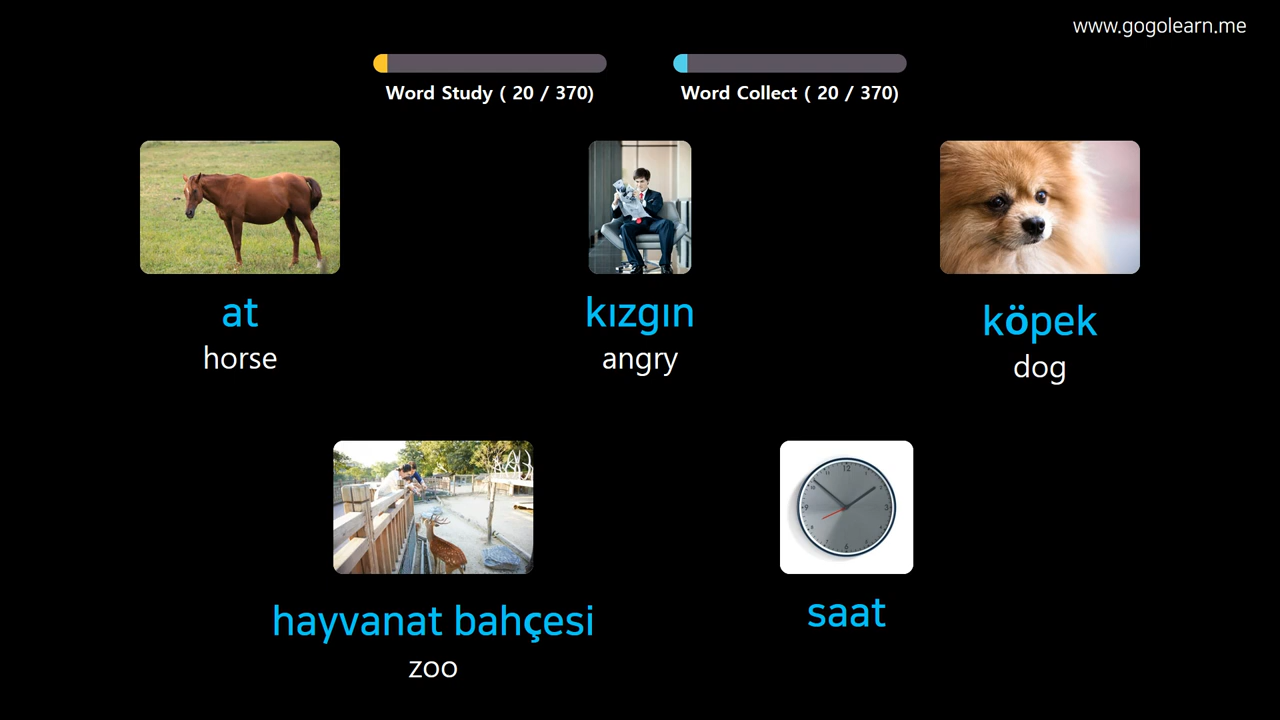 www.gogolearn.me
Word Study ( 20 / 370)
Word Collect ( 20 / 370)
at
horse
kızgın
angry
köpek
dog
hayvanat bahçesi
zoo
saat